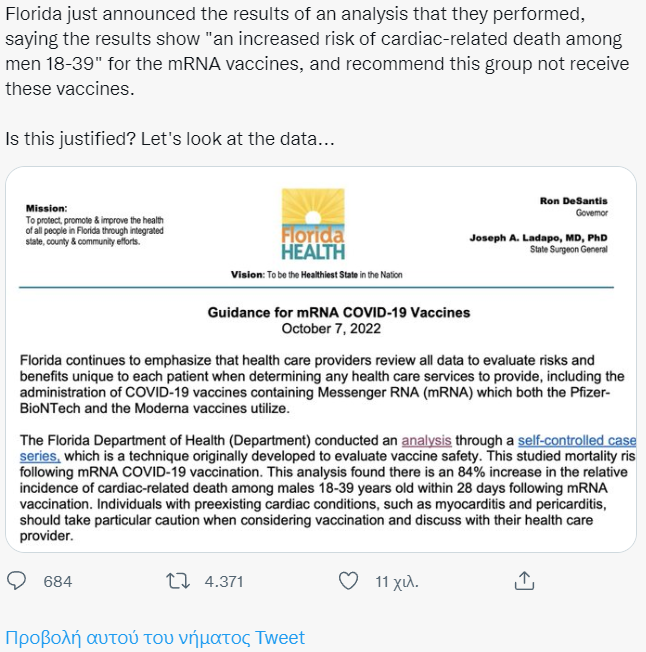 Florida just announced the results of an analysis that they performed,
saying the results show "an increased risk of cardiac-related death among
men 18-39" for the mRNA vaccines, and recommend this group not receive
these vaccines.
Is this justified? Let's look at the data…
Mission:
To protect, promote & improve the health
of all people in Florida through integrated
state, county & community efforts.
Florida
HEALTH
Ron DeSantis
Governor
Joseph A. Ladapo, MD, PhD
State Surgeon General
Vision: To be the Healthiest State in the Nation
Guidance for mRNA COVID-19 Vaccines
October 7, 2022
Florida continues to emphasize that health care providers review all data to evaluate risks and
benefits unique to each patient when determining any health care services to provide, including the
administration of COVID-19 vaccines containing Messenger RNA (mRNA) which both the Pfizer-
BioNTech and the Moderna vaccines utilize.
The Florida Department of Health (Department) conducted an analysis through a self-controlled case
series, which is a technique originally developed to evaluate vaccine safety. This studied mortality ris
following mRNA COVID-19 vaccination. This analysis found there is an 84% increase in the relative
incidence of cardiac-related death among males 18-39 years old within 28 days following mRNA
vaccination. Individuals with preexisting cardiac conditions, such as myocarditis and pericarditis,
should take particular caution when considering vaccination and discuss with their health care
provider.
684 4.371 11 χιλ.
Προβολή αυτού του νήματος Tweet